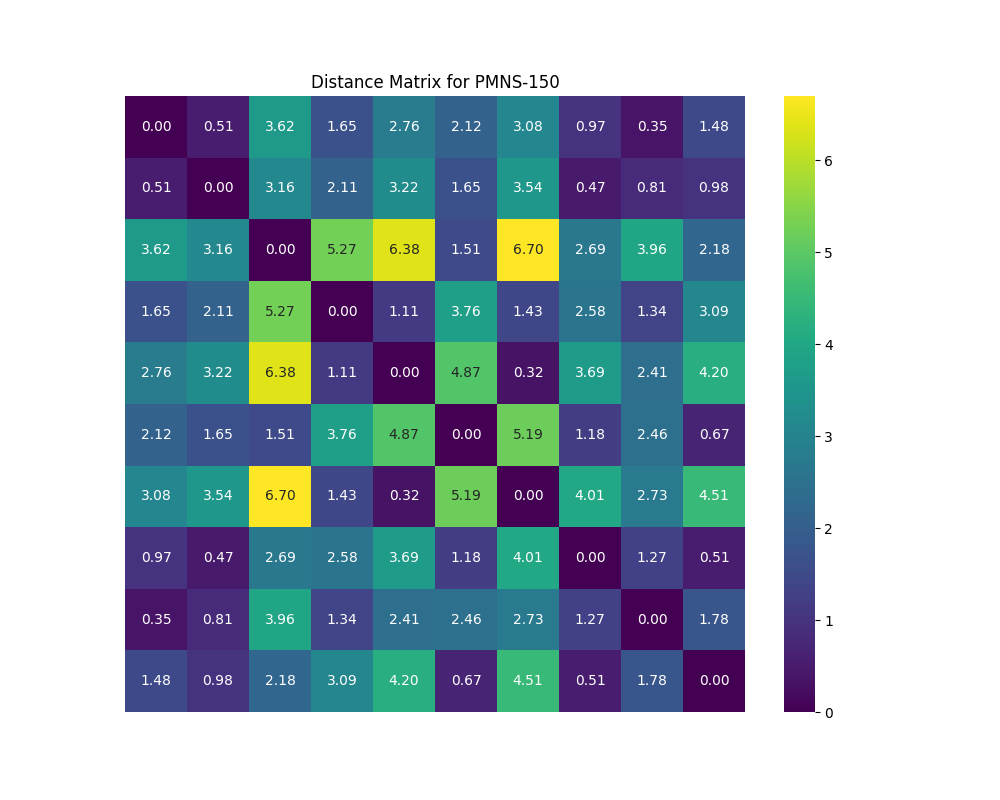 Distance Matrix for PMNS-150
0.00 0.51 3.62 1.65 2.76 2.12 3.08 0.97 0.35 1.48
0.51 0.00 3.16 2.11 3.22 1.65 3.54 0.47 0.81 0.98
3.62 3.16 0.00 5.27 6.38 1.51 6.70 2.69 3.96 2.18
1.65 2.11 5.27 0.00 1.11 3.76 1.43 2.58 1.34 3.09
2.76 3.22 6.38 1.11 0.00 4.87 0.32 3.69 2.41 4.20
2.12 1.65 1.51 3.76 4.87 0.00 5.19 1.18 2.46 0.67
3.08 3.54 6.70 1.43 0.32 5.19 0.00 4.01 2.73 4.51
0.97 0.47 2.69 2.58 3.69 1.18 4.01 0.00 1.27 0.51
0.35 0.81 3.96 1.34 2.41 2.46 2.73 1.27 0.00 1.78
1.48 0.98 2.18 3.09 4.20 0.67 4.51 0.51 1.78 0.00
6
5
4
3
2
1
0